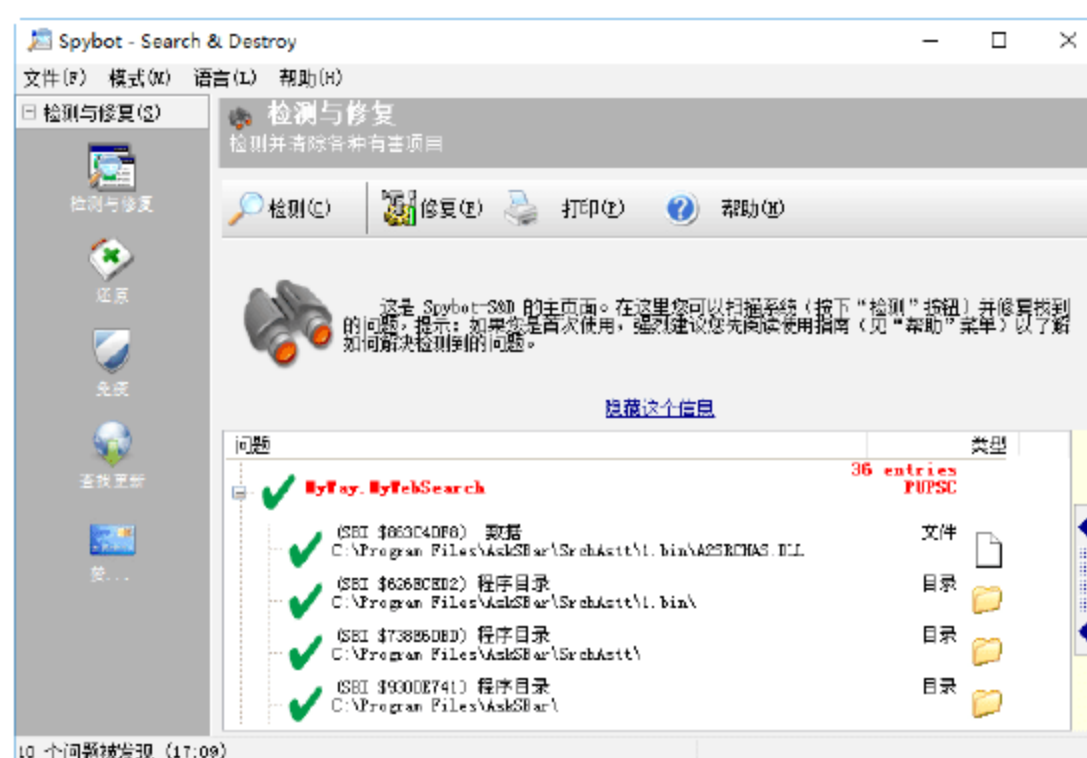 Spybot - Search & Destroy
文件(F) 模式(M) 语言(L) 帮助(H)
检测与修复(S)
检测与修复
检测并清除各种有害项目
检测与修复
还原
免疫
查找更新
检测(C) 修复(F) 打印(P) 帮助(H)
这是 Spybot-S&D 的主页面。在这里您可以扫描系统（按下“检测”按钮）并修复找到
的问题。提示：如果您是首次使用，强烈建议您先阅读使用指南（见“帮助”菜单）以了解
如何解决检测到的问题。
隐藏这个信息
问题 类型
MyWay.MyWebSearch 36 entries
PUPSC
(SBI $863C4DF8) 数据 文件
C:\Program Files\AskSBar\SrchAstt\1.bin\A2SRCHAS.DLL
(SBI $6268CED2) 程序目录 目录
C:\Program Files\AskSBar\SrchAstt\1.bin\
(SBI $738B6DBD) 程序目录 目录
C:\Program Files\AskSBar\SrchAstt\
(SBI $930DE741) 程序目录 目录
C:\Program Files\AskSBar\
10 个问题被发现 (17:09)